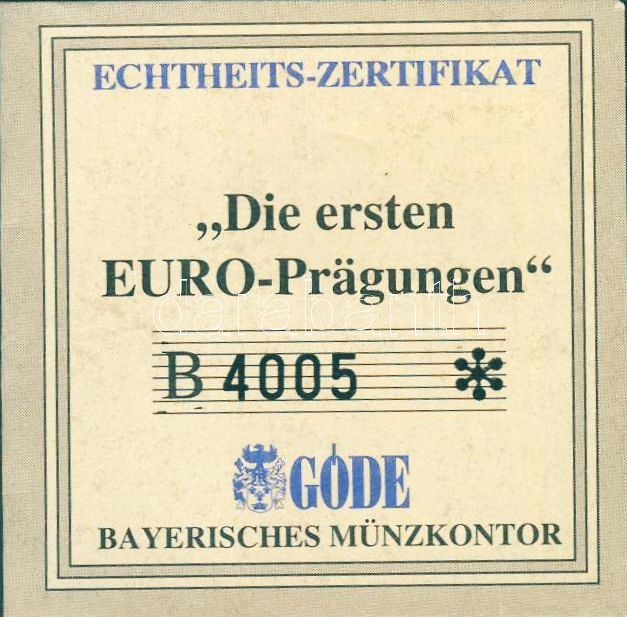 ECHTHEITS-ZERTIFIKAT
„Die ersten
EURO-Prägungen“
B 4005 *
GÖDE
BAYERISCHES MÜNZKONTOR